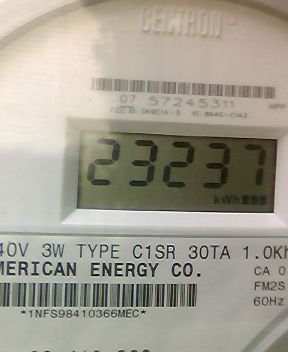 CENTRON®
07 57245311
23237
kWh
40V 3W TYPE C1SR 30TA 1.0Kh
MERICAN ENERGY CO.
CA 0
FM2S
60Hz
*1NFS98410366MEC*